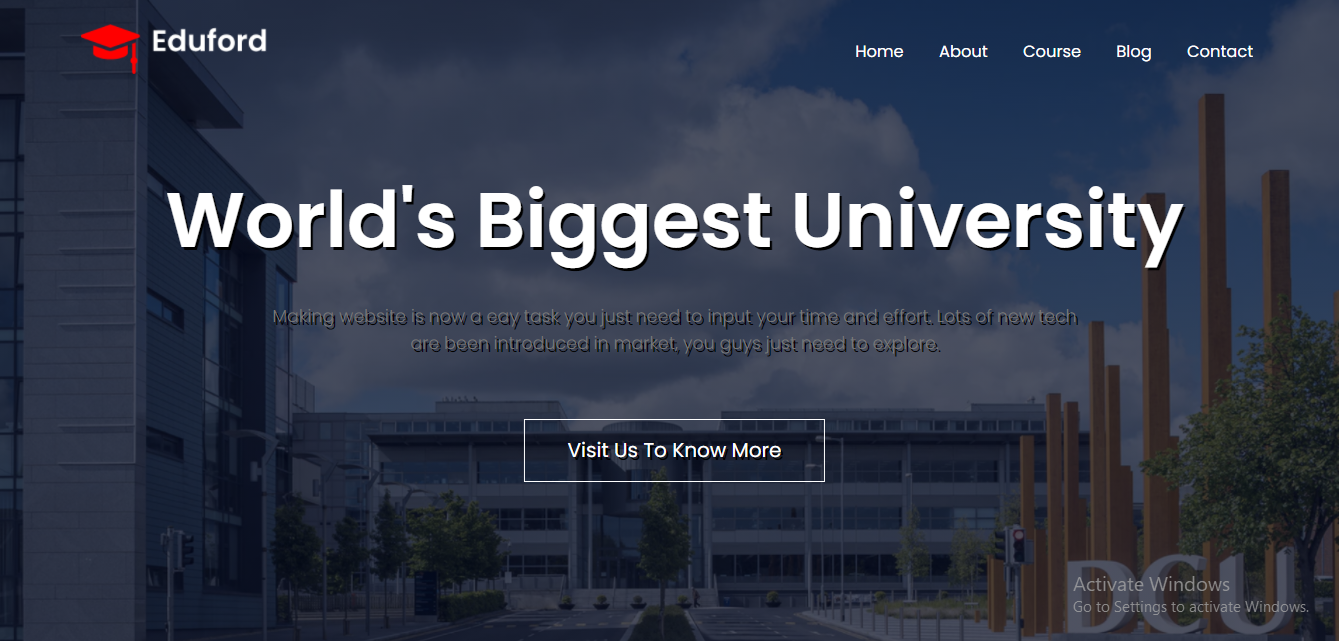 Eduford
Home About Course Blog Contact
World's Biggest University
Making website is now a eay task you just need to input your time and effort. Lots of new tech
are been introduced in market, you guys just need to explore.
Visit Us To Know More
DCU
Activate Windows
Go to Settings to activate Windows.